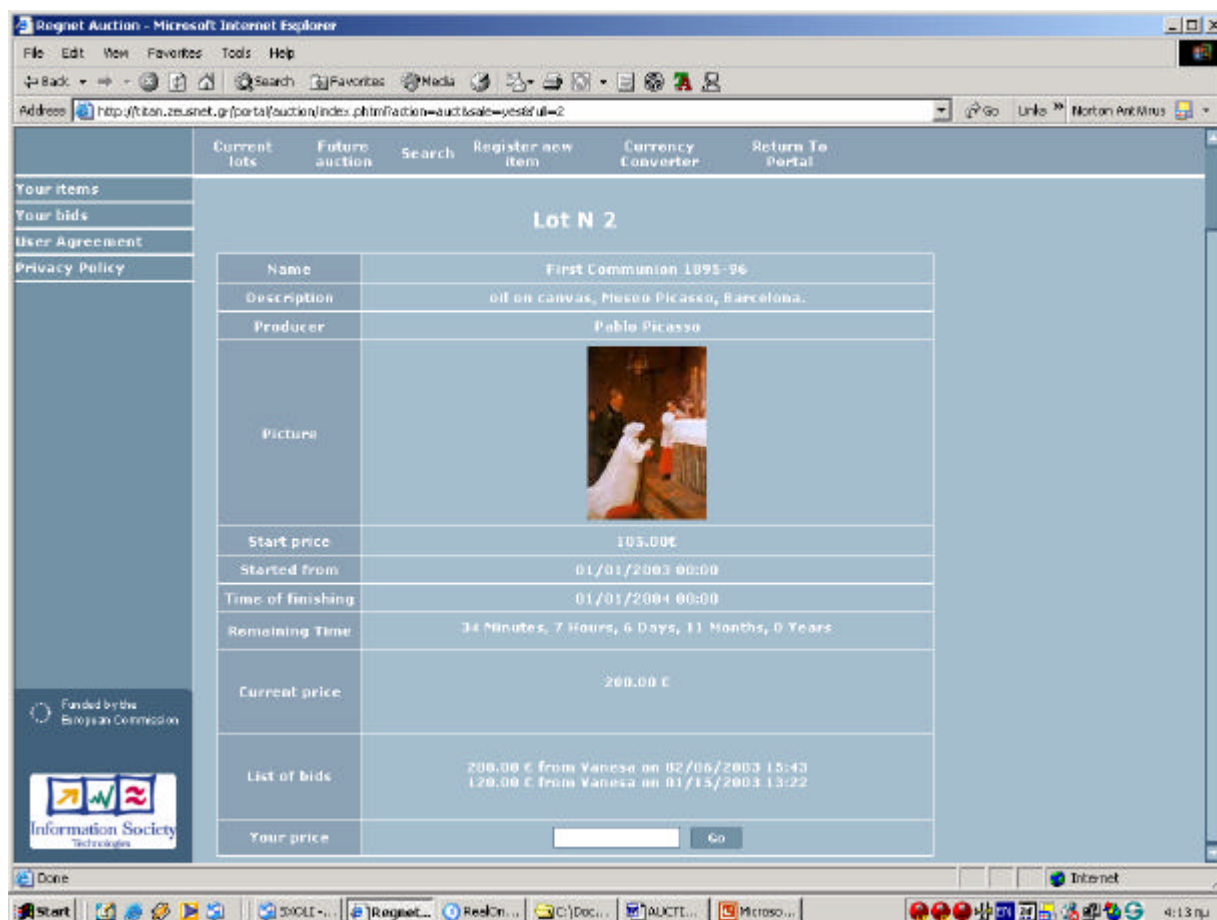 Regnet Auction - Microsoft Internet Explorer
File Edit View Favorites Tools Help
Back Search Favorites Media
Address http://titan.zeusnet.gr/portal/auction/index.phtml?action=auct&sale=yes&full=2 Go Links Norton AntiVirus
Current lots Future auction Search Register new item Currency Converter Return To Portal
Your items
Your bids
User Agreement
Privacy Policy
Lot N 2
Name First Communion 1895-96
Description oil on canvas, Museo Picasso, Barcelona.
Producer Pablo Picasso
Picture
Start price 105.00€
Started from 01/01/2003 00:00
Time of finishing 01/01/2004 00:00
Remaining Time 34 Minutes, 7 Hours, 6 Days, 11 Months, 0 Years
Current price 200.00 €
List of bids 200.00 € from Vanesa on 02/06/2003 15:43
120.00 € from Vanesa on 01/15/2003 13:22
Your price Go
Funded by the
European Commission
Information Society
Technologies
Done Internet
Start Regnet... RealOn... C:\Doc... AUCTI... Microso... EN 4:13 πμ